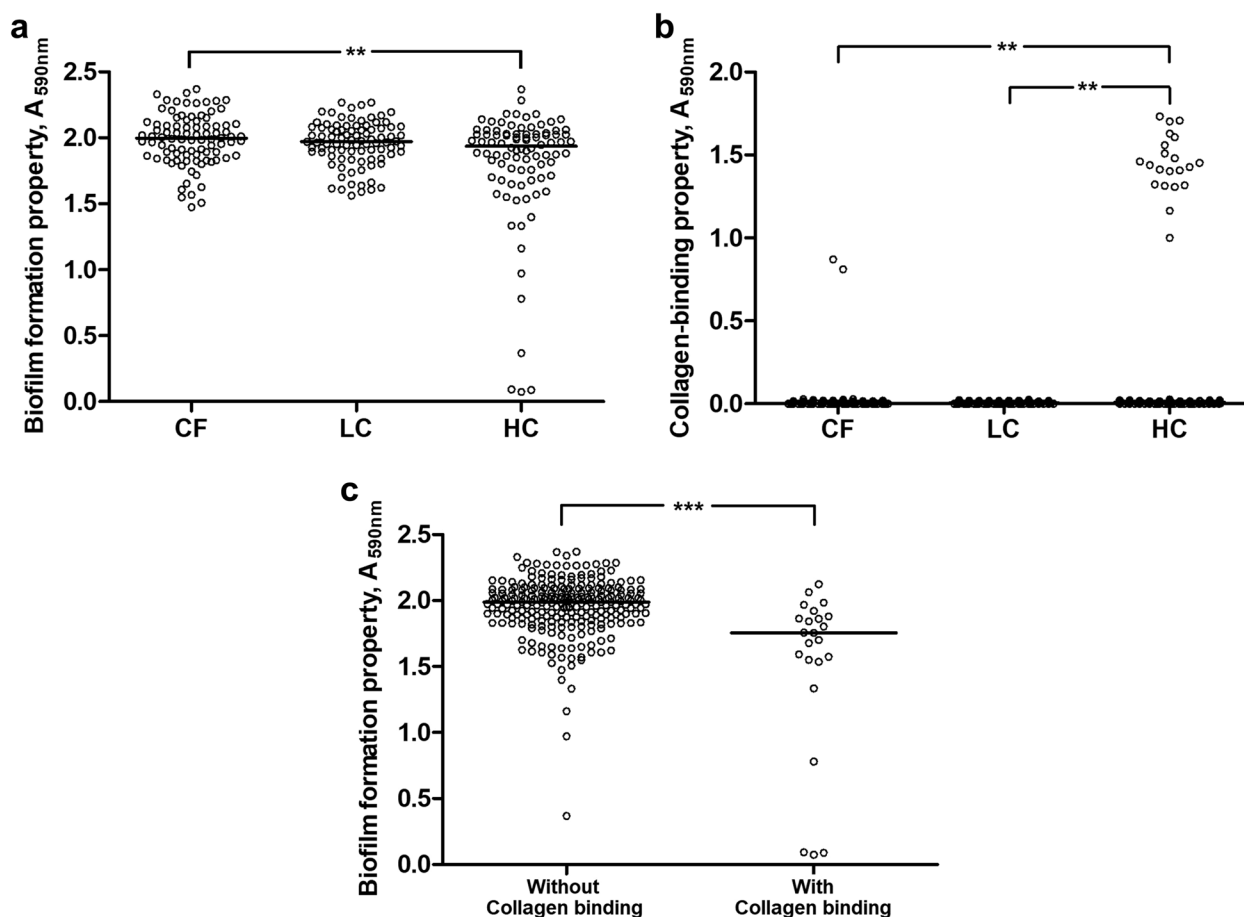 a
**
Biofilm formation property, A590nm
2.5
2.0
1.5
1.0
0.5
0.0
CF LC HC
b
**
**
Collagen-binding property, A590nm
2.0
1.5
1.0
0.5
0.0
CF LC HC
c
***
Biofilm formation property, A590nm
2.5
2.0
1.5
1.0
0.5
0.0
Without
Collagen binding
With
Collagen binding